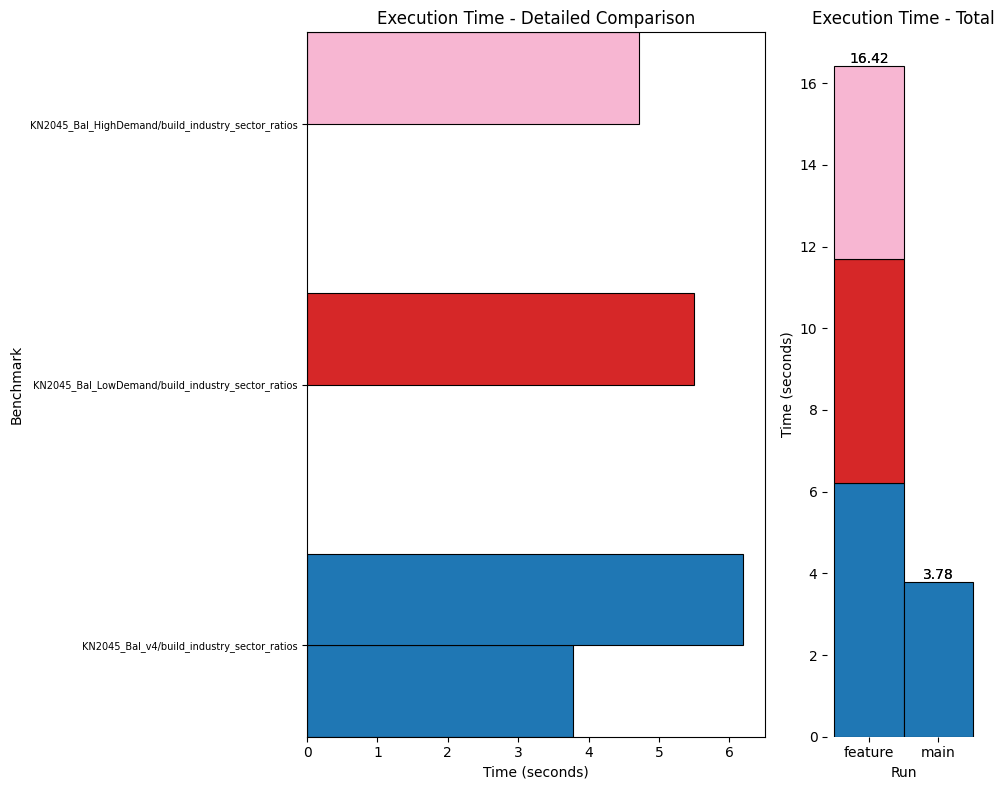 Execution Time - Detailed Comparison
Benchmark
KN2045_Bal_HighDemand/build_industry_sector_ratios
KN2045_Bal_LowDemand/build_industry_sector_ratios
KN2045_Bal_v4/build_industry_sector_ratios
0 1 2 3 4 5 6
Time (seconds)
Execution Time - Total
Time (seconds)
16
14
12
10
8
6
4
2
0
16.42
3.78
feature main
Run